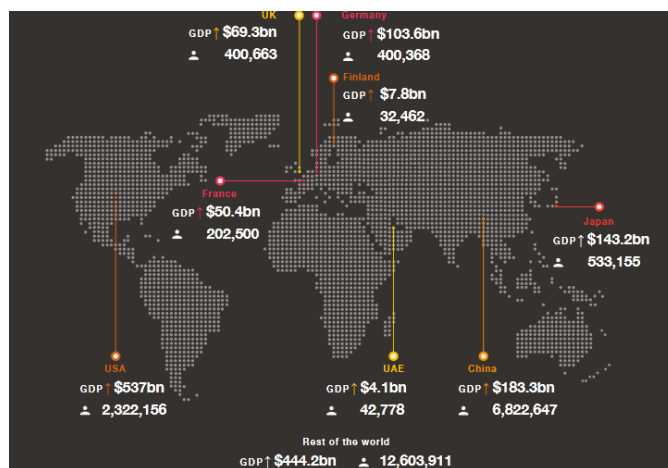 UK
GDP↑ $69.3bn
400,663
Germany
GDP↑ $103.6bn
400,368
Finland
GDP↑ $7.8bn
32,462
France
GDP↑ $50.4bn
202,500
Japan
GDP↑ $143.2bn
533,155
USA
GDP↑ $537bn
2,322,156
UAE
GDP↑ $4.1bn
42,778
China
GDP↑ $183.3bn
6,822,647
Rest of the world
GDP↑ $444.2bn 12,603,911